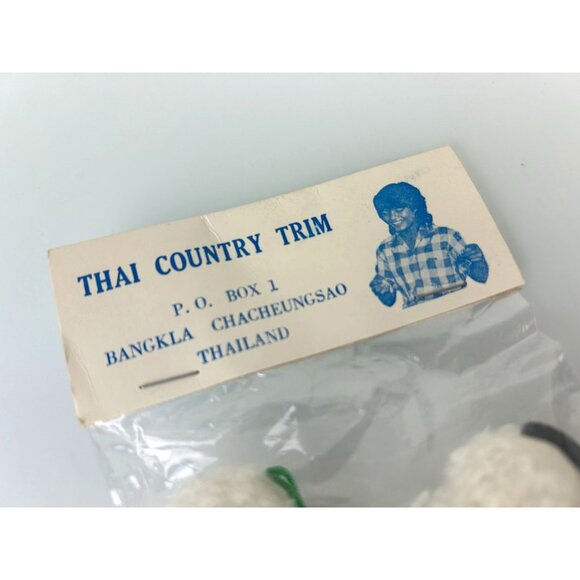 THAI COUNTRY TRIM
P. O. BOX 1
BANGKLA CHACHEUNGSAO
THAILAND